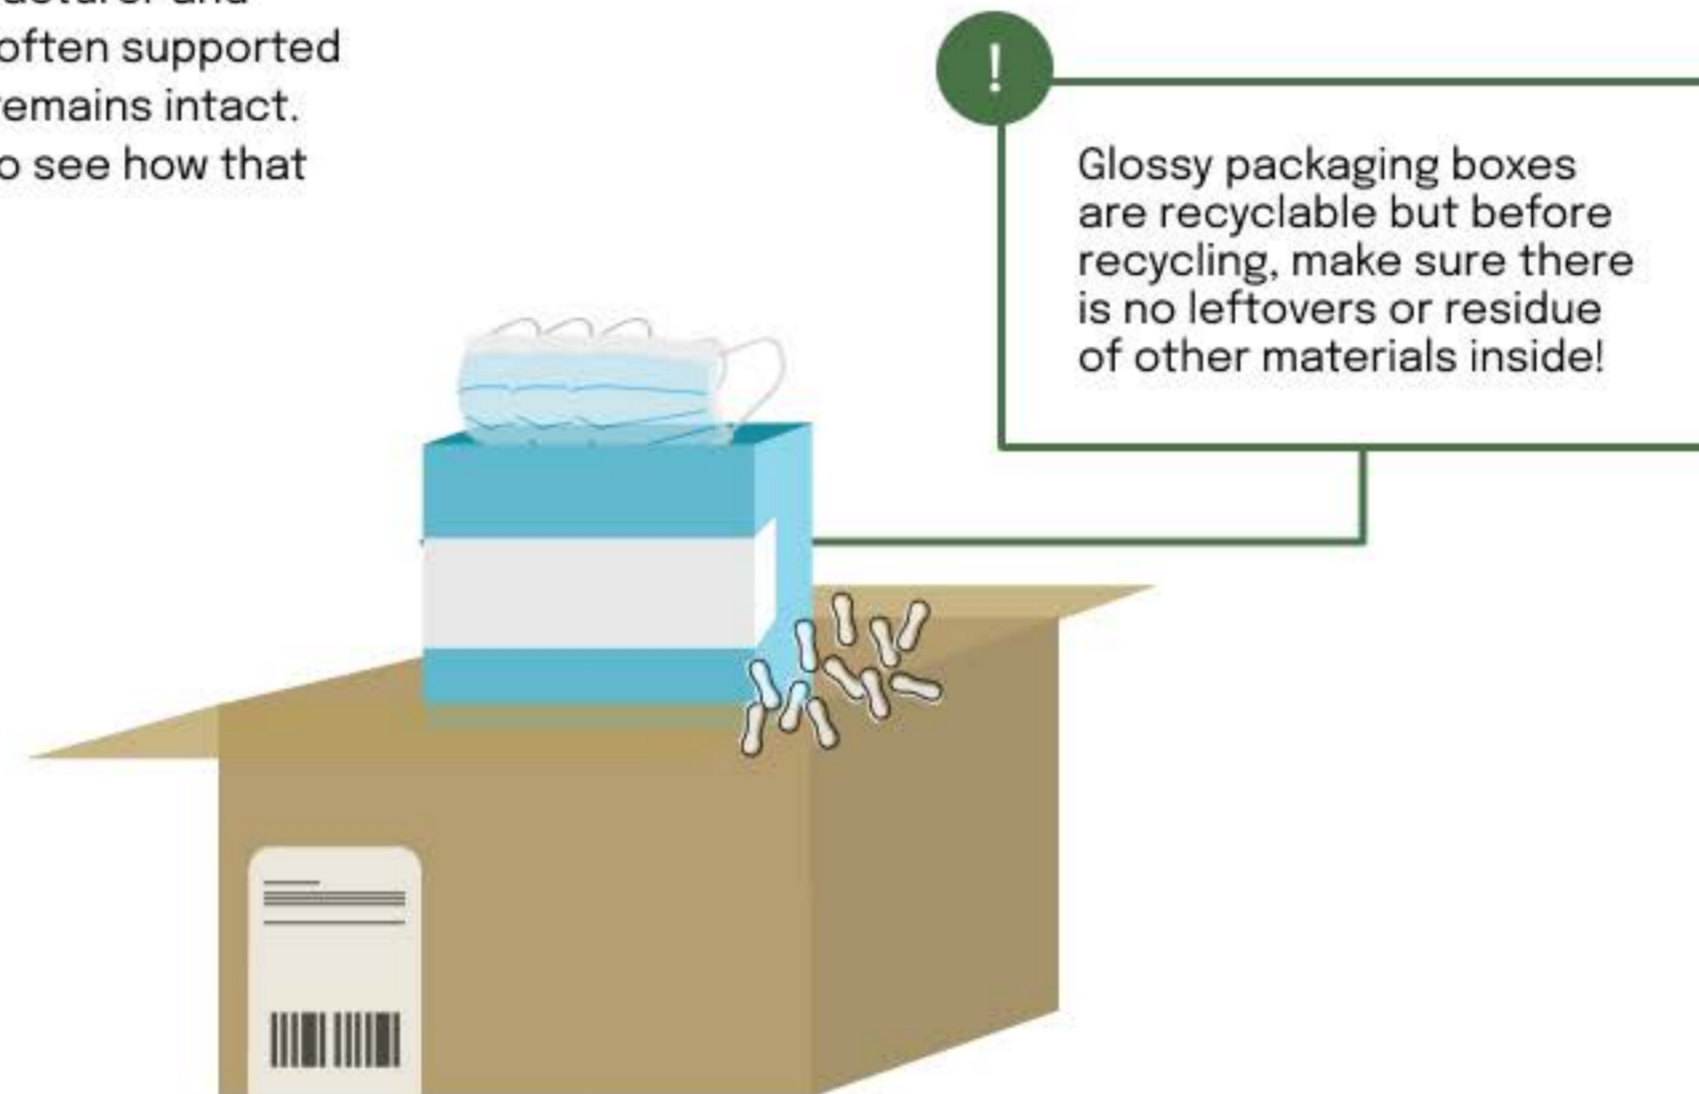 often supported
remains intact.
see how that
!
Glossy packaging boxes
are recyclable but before
recycling, make sure there
is no leftovers or residue
of other materials inside!